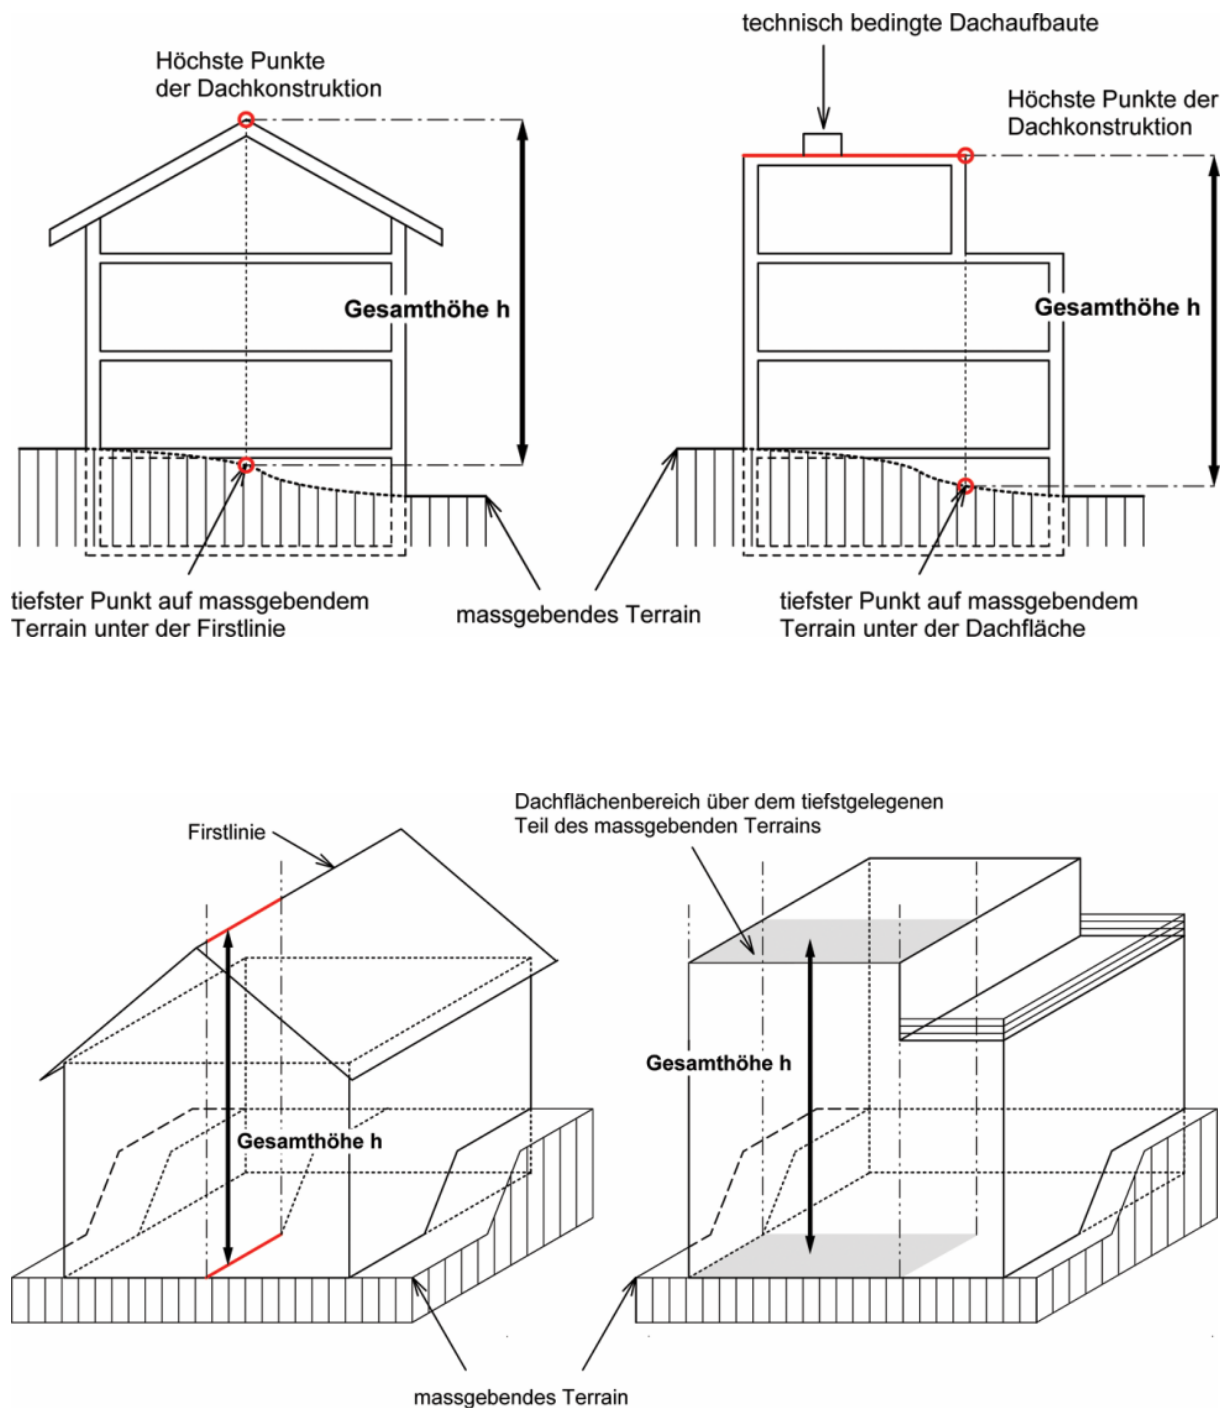 technisch bedingte Dachaufbaute
Höchste Punkte
der Dachkonstruktion
Höchste Punkte der
Dachkonstruktion
Gesamthöhe h
Gesamthöhe h
tiefster Punkt auf massgebendem
Terrain unter der Firstlinie
massgebendes Terrain
tiefster Punkt auf massgebendem
Terrain unter der Dachfläche
Dachflächenbereich über dem tiefstgelegenen
Teil des massgebenden Terrains
Firstlinie
Gesamthöhe h
Gesamthöhe h
massgebendes Terrain